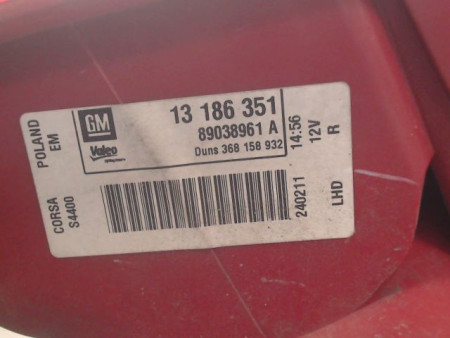 POLAND
EM
CORSA
S4400
GM
Valeo
13 186 351
89038961 A
Duns 368 158 932
14:56
240211
12V
R
LHD